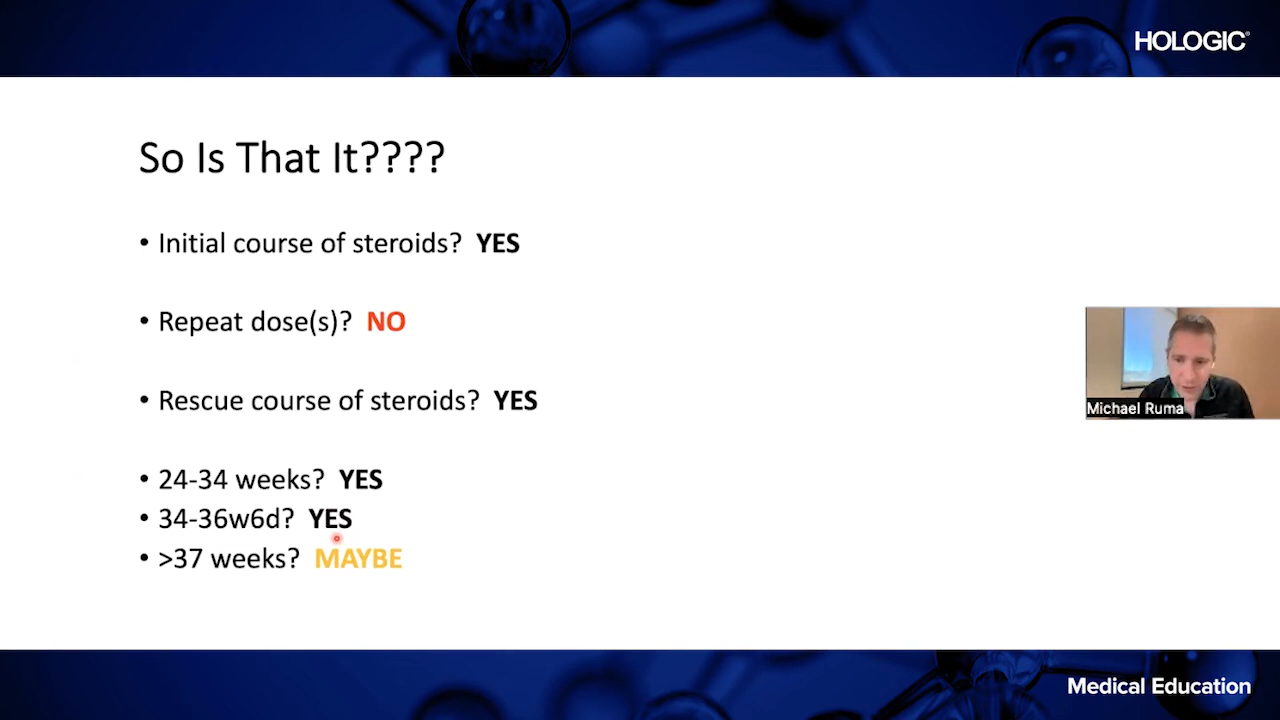 HOLOGIC®
So Is That It????
• Initial course of steroids? YES
• Repeat dose(s)? NO
• Rescue course of steroids? YES
• 24-34 weeks? YES
• 34-36w6d? YES
• >37 weeks? MAYBE
Michael Ruma
Medical Education